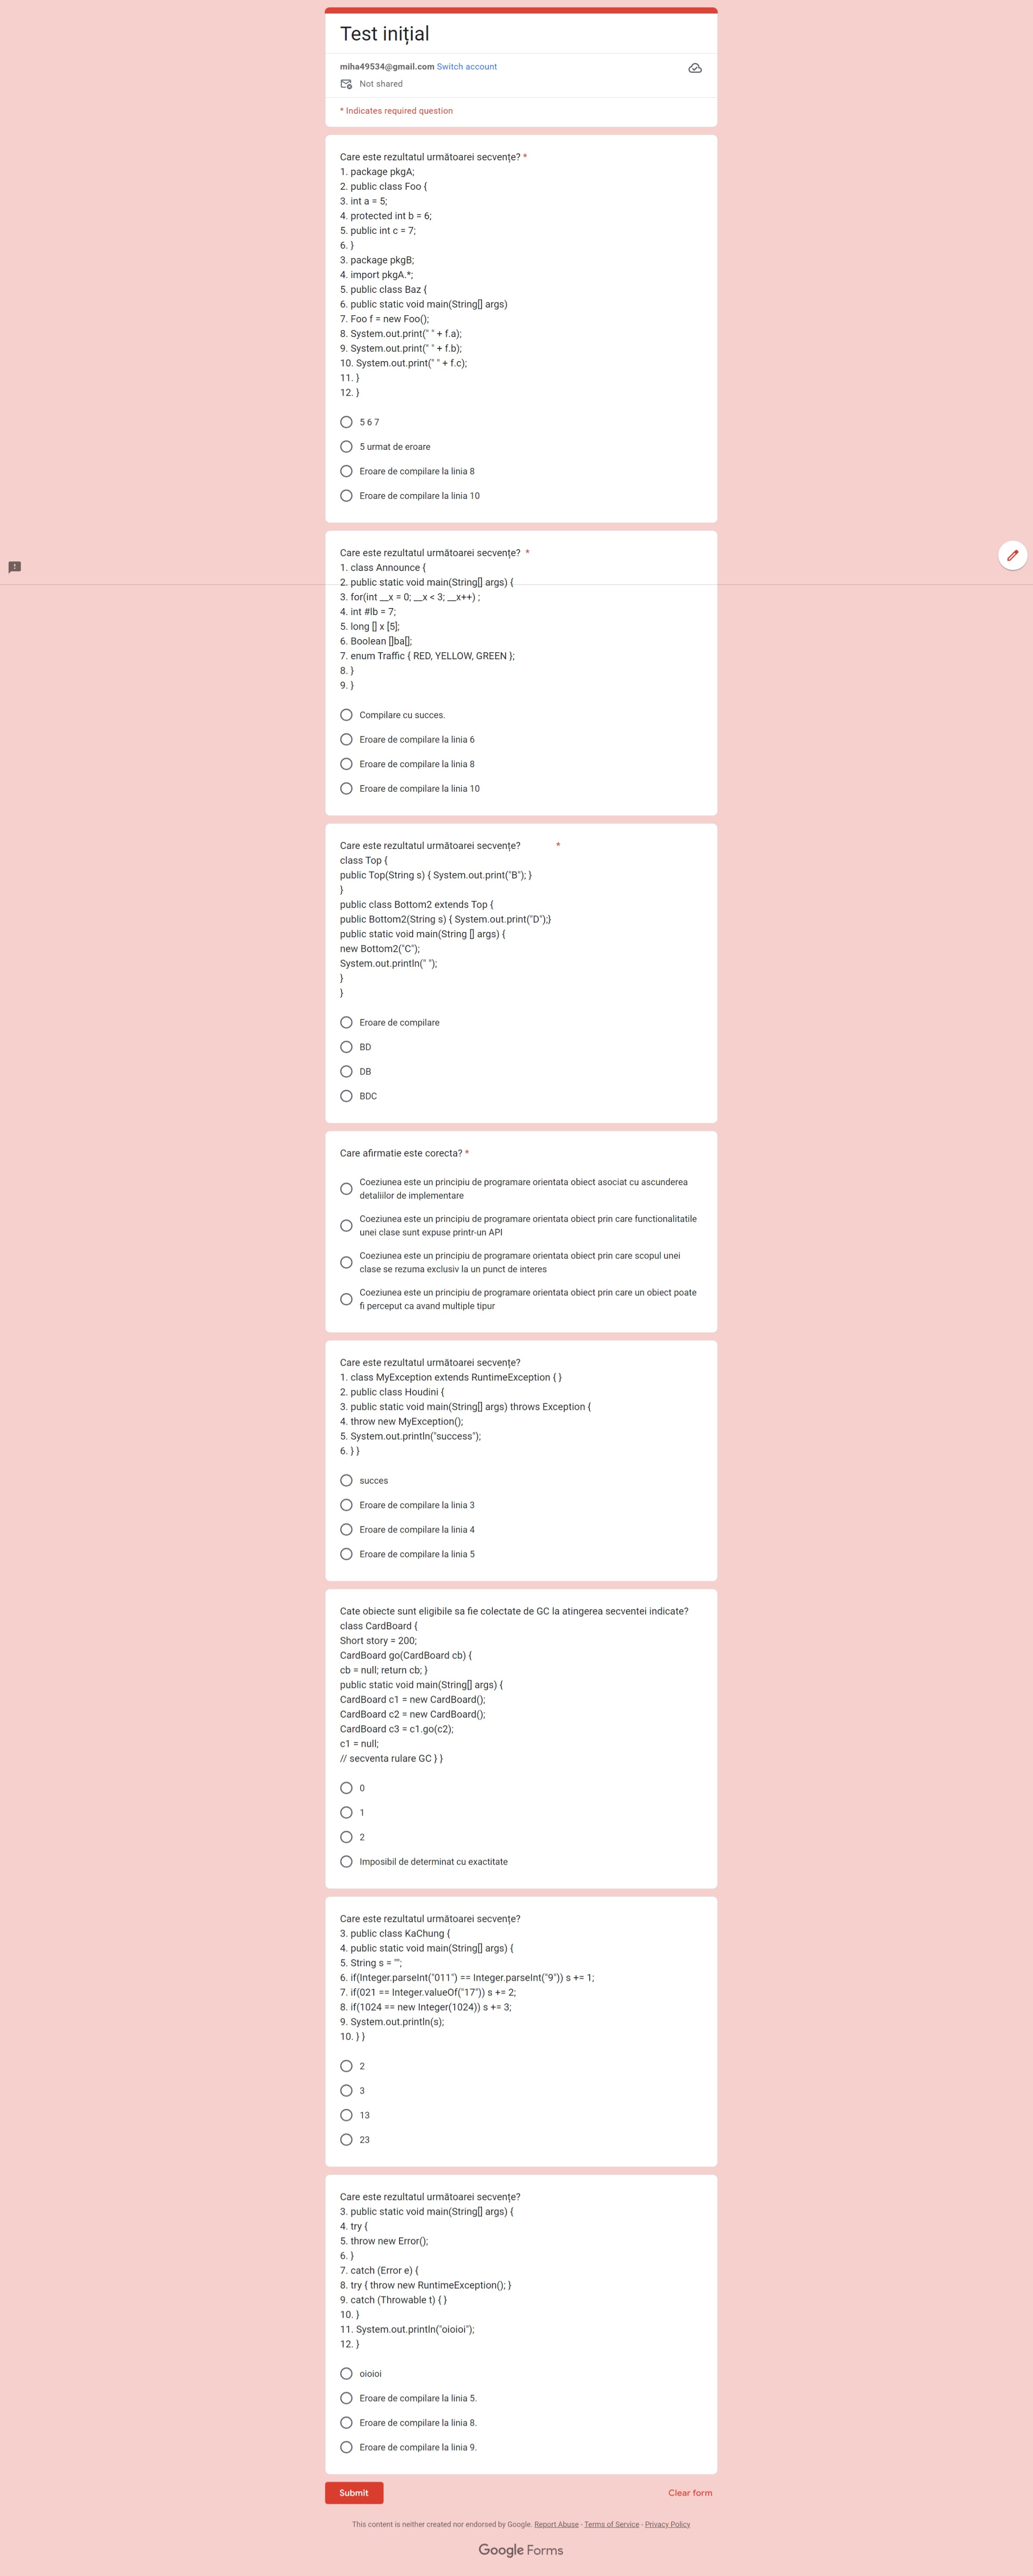 Test inițial
miha49534@gmail.com Switch account
Not shared
* Indicates required question
Care este rezultatul următoarei secvențe? *
1. package pkgA;
2. public class Foo {
3. int a = 5;
4. protected int b = 6;
5. public int c = 7;
6. }
3. package pkgB;
4. import pkgA.*;
5. public class Baz {
6. public static void main(String[] args)
7. Foo f = new Foo();
8. System.out.print(" " + f.a);
9. System.out.print(" " + f.b);
10. System.out.print(" " + f.c);
11. }
12. }
5 6 7
5 urmat de eroare
Eroare de compilare la linia 8
Eroare de compilare la linia 10
Care este rezultatul următoarei secvențe? *
1. class Announce {
2. public static void main(String[] args) {
3. for(int __x = 0; __x < 3; __x++) ;
4. int #lb = 7;
5. long [] x [5];
6. Boolean []ba[];
7. enum Traffic { RED, YELLOW, GREEN };
8. }
9. }
Compilare cu succes.
Eroare de compilare la linia 6
Eroare de compilare la linia 8
Eroare de compilare la linia 10
Care este rezultatul următoarei secvențe? *
class Top {
public Top(String s) { System.out.print("B"); }
}
public class Bottom2 extends Top {
public Bottom2(String s) { System.out.print("D");}
public static void main(String [] args) {
new Bottom2("C");
System.out.println(" ");
}
}
Eroare de compilare
BD
DB
BDC
Care afirmatie este corecta? *
Coeziunea este un principiu de programare orientata obiect asociat cu ascunderea
detaliilor de implementare
Coeziunea este un principiu de programare orientata obiect prin care functionalitatile
unei clase sunt expuse printr-un API
Coeziunea este un principiu de programare orientata obiect prin care scopul unei
clase se rezuma exclusiv la un punct de interes
Coeziunea este un principiu de programare orientata obiect prin care un obiect poate
fi perceput ca avand multiple tipur
Care este rezultatul următoarei secvențe?
1. class MyException extends RuntimeException { }
2. public class Houdini {
3. public static void main(String[] args) throws Exception {
4. throw new MyException();
5. System.out.println("success");
6. } }
succes
Eroare de compilare la linia 3
Eroare de compilare la linia 4
Eroare de compilare la linia 5
Cate obiecte sunt eligibile sa fie colectate de GC la atingerea secventei indicate?
class CardBoard {
Short story = 200;
CardBoard go(CardBoard cb) {
cb = null; return cb; }
public static void main(String[] args) {
CardBoard c1 = new CardBoard();
CardBoard c2 = new CardBoard();
CardBoard c3 = c1.go(c2);
c1 = null;
// secventa rulare GC } }
0
1
2
Imposibil de determinat cu exactitate
Care este rezultatul următoarei secvențe?
3. public class KaChung {
4. public static void main(String[] args) {
5. String s = "";
6. if(Integer.parseInt("011") == Integer.parseInt("9")) s += 1;
7. if(021 == Integer.valueOf("17")) s += 2;
8. if(1024 == new Integer(1024)) s += 3;
9. System.out.println(s);
10. } }
2
3
13
23
Care este rezultatul următoarei secvențe?
3. public static void main(String[] args) {
4. try {
5. throw new Error();
6. }
7. catch (Error e) {
8. try { throw new RuntimeException(); }
9. catch (Throwable t) { }
10. }
11. System.out.println("oioioi");
12. }
oioioi
Eroare de compilare la linia 5.
Eroare de compilare la linia 8.
Eroare de compilare la linia 9.
Submit
Clear form
This content is neither created nor endorsed by Google. Report Abuse - Terms of Service - Privacy Policy
Google Forms